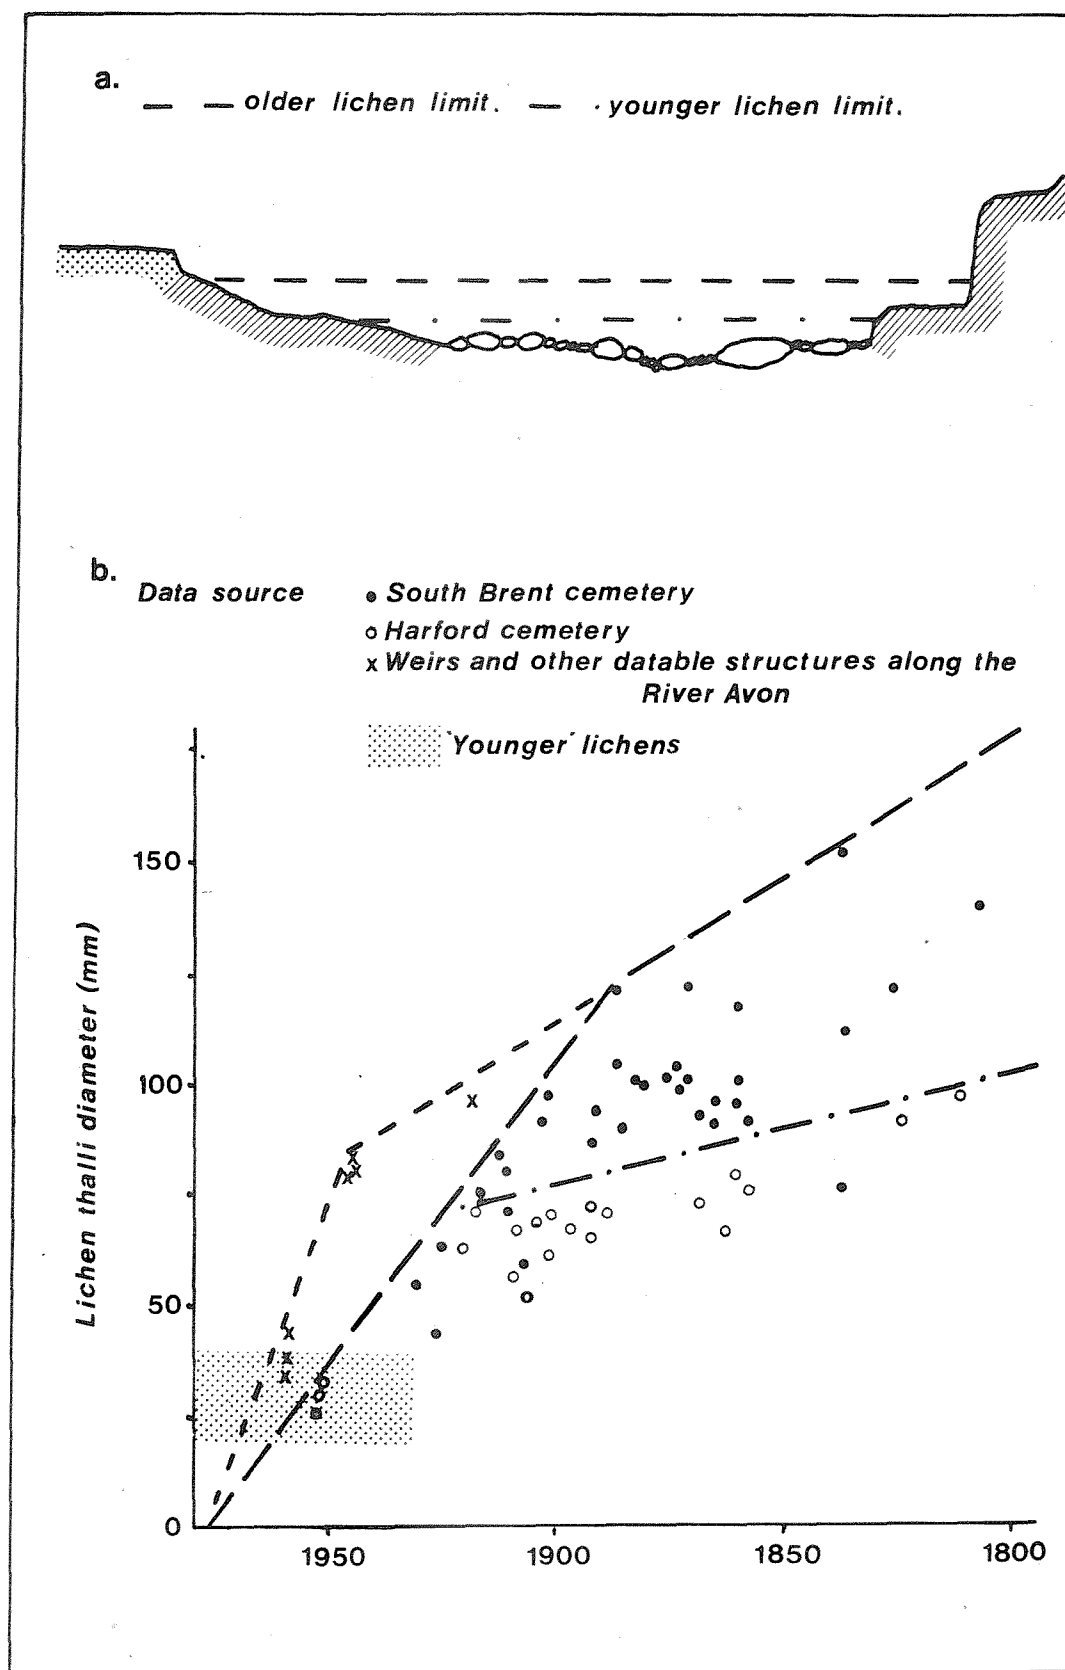 a.
older lichen limit. younger lichen limit.
b.
Data source
South Brent cemetery
Harford cemetery
x Weirs and other datable structures along the
River Avon
'Younger' lichens
Lichen thalli diameter (mm)
150
100
50
0
1950 1900 1850 1800